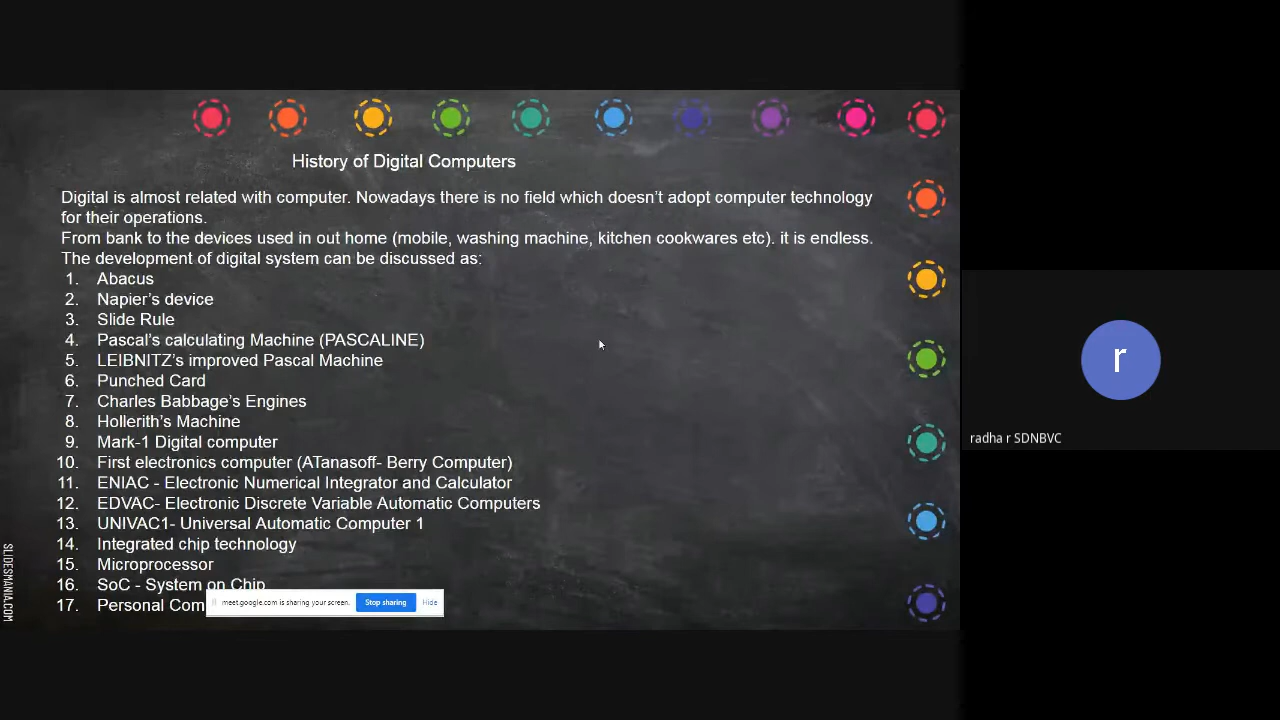 History of Digital Computers
Digital is almost related with computer. Nowadays there is no field which doesn't adopt computer technology
for their operations.
From bank to the devices used in out home (mobile, washing machine, kitchen cookwares etc). it is endless.
The development of digital system can be discussed as:
1. Abacus
2. Napier's device
3. Slide Rule
4. Pascal's calculating Machine (PASCALINE)
5. LEIBNITZ's improved Pascal Machine
6. Punched Card
7. Charles Babbage's Engines
8. Hollerith's Machine
9. Mark-1 Digital computer
10. First electronics computer (ATanasoff- Berry Computer)
11. ENIAC - Electronic Numerical Integrator and Calculator
12. EDVAC- Electronic Discrete Variable Automatic Computers
13. UNIVAC1- Universal Automatic Computer 1
14. Integrated chip technology
15. Microprocessor
16. SoC - System on Chip
17. Personal Com
meet.google.com is sharing your screen. Stop sharing Hide
SLIDESMANIA.COM
r
radha r SDNBVC